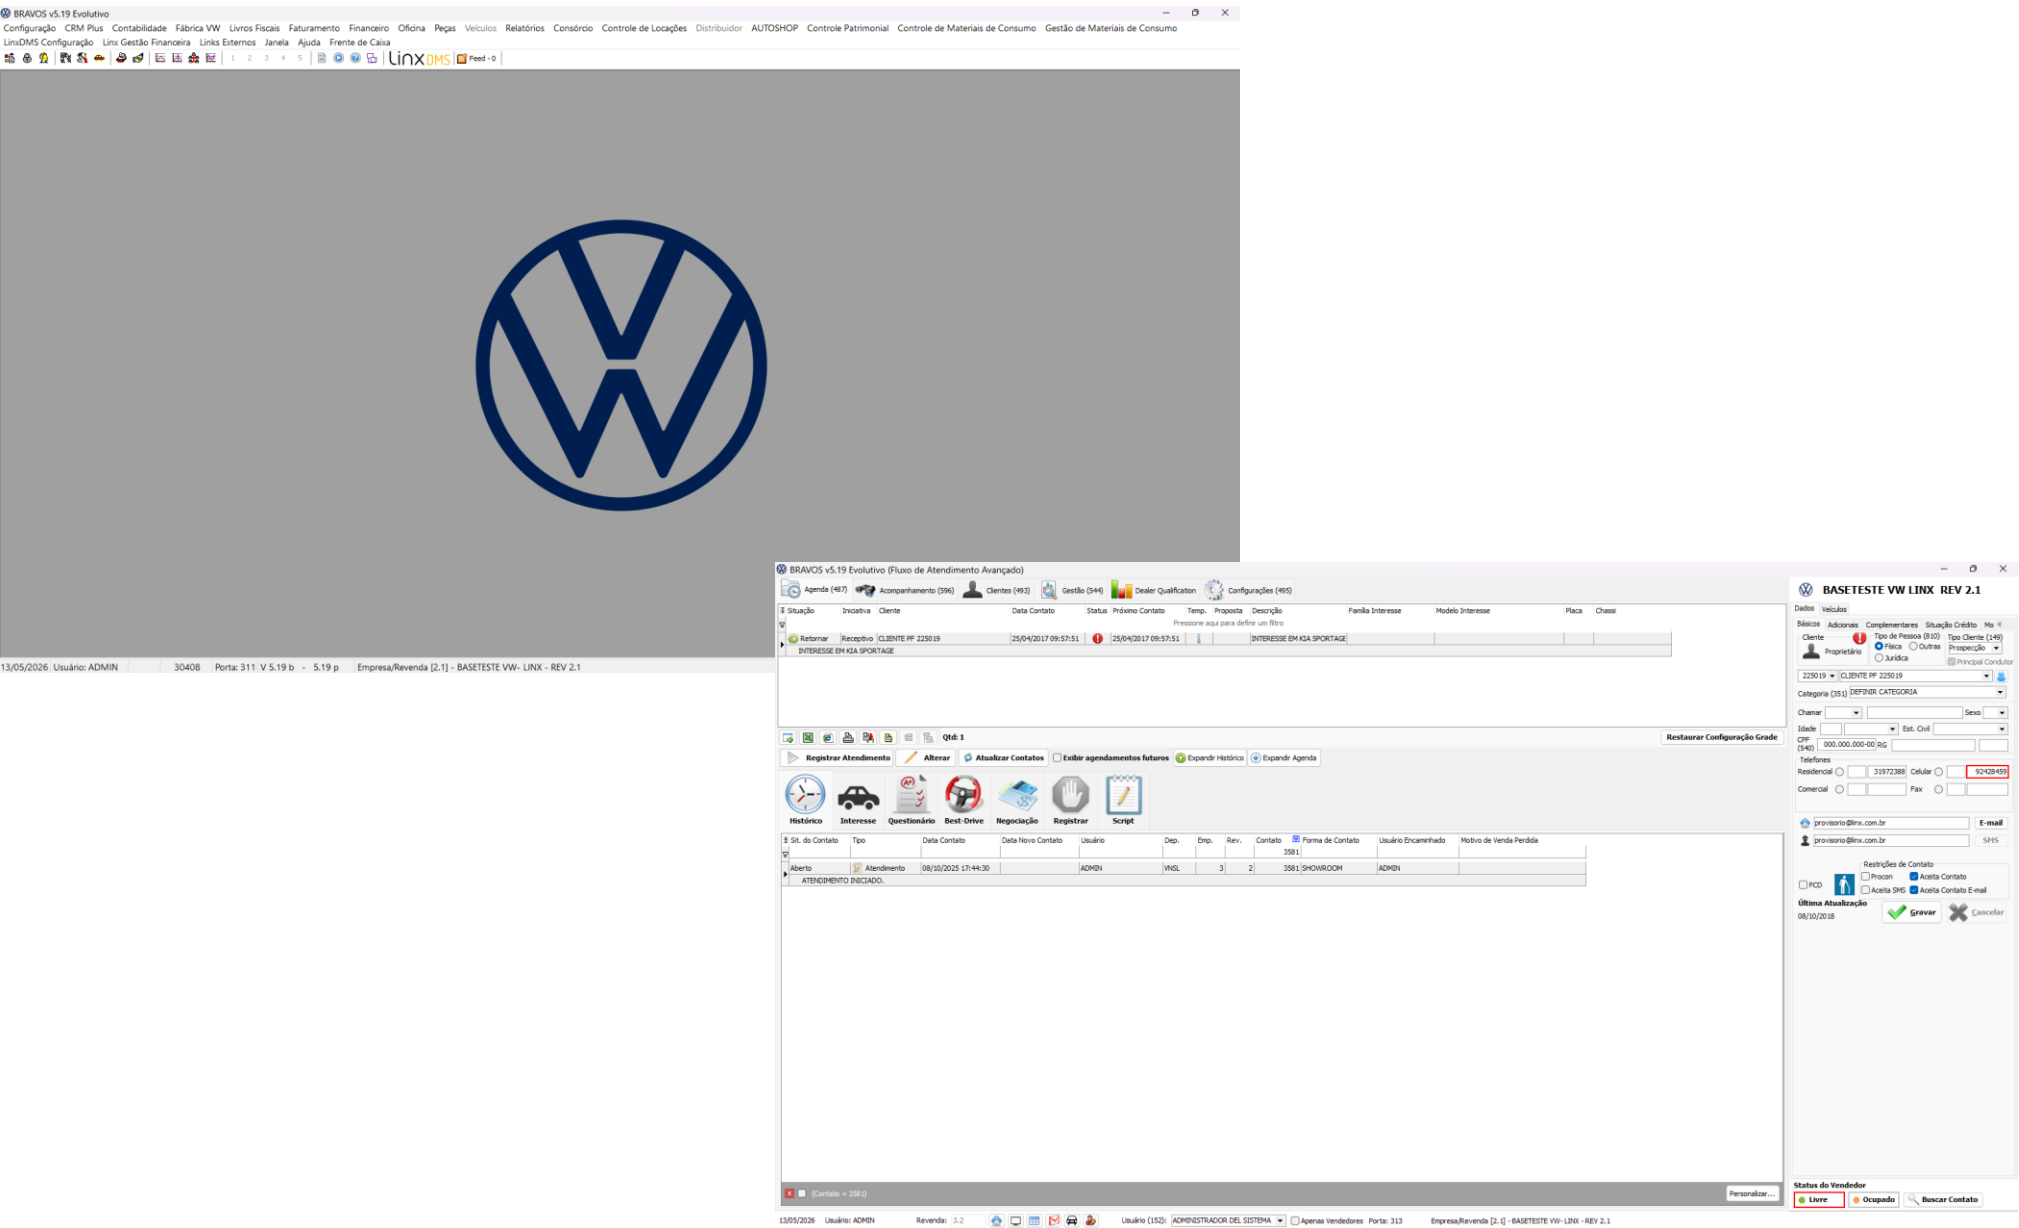 BRAVOS v5.19 Evolutivo
Configuração CRM Plus Contabilidade Fábrica VW Livros Fiscais Faturamento Financeiro Oficina Peças Veículos Relatórios Consórcio Controle de Locações Distribuidor AUTOSHOP Controle Patrimonial Controle de Materiais de Consumo Gestão de Materiais de Consumo
LinxDMS Configuração Linx Gestão Financeira Links Externos Janela Ajuda Frente de Caixa
1 2 3 4 5 Linx DMS Feed - 0
13/05/2026 Usuário: ADMIN 30408 Porta: 311 V 5.19 b - 5.19 p Empresa/Revenda [2.1] - BASETESTE VW- LINX - REV 2.1
BRAVOS v5.19 Evolutivo (Fluxo de Atendimento Avançado)
Agenda (487) Acompanhamento (596) Clientes (493) Gestão (544) Dealer Qualification Configurações (495)
Situação Iniciativa Cliente Data Contato Status Próximo Contato Temp. Proposta Descrição Familia Interesse Modelo Interesse Placa Chassi
Pressione aqui para definir um filtro
Retornar Receptivo CLIENTE PF 225019 25/04/2017 09:57:51 25/04/2017 09:57:51 INTERESSE EM KIA SPORTAGE
INTERESSE EM KIA SPORTAGE
Qtd: 1 Restaurar Configuração Grade
Registrar Atendimento Alterar Atualizar Contatos Exibir agendamentos futuros Expandir Histórico Expandir Agenda
Histórico Interesse Questionário Best-Drive Negociação Registrar Script
Sit. do Contato Tipo Data Contato Data Novo Contato Usuário Dep. Emp. Rev. Contato Forma de Contato Usuário Encaminhado Motivo de Venda Perdida
3581
Aberto Atendimento 08/10/2025 17:44:30 ADMIN VNSL 3 2 3581 SHOWROOM ADMIN
ATENDIMENTO INICIADO.
(Contato = 3581) Personalizar...
13/05/2026 Usuário: ADMIN Revenda: 3.2 Usuário (152): ADMINISTRADOR DEL SISTEMA Apenas Vendedores Porta: 313 Empresa/Revenda [2.1] - BASETESTE VW- LINX - REV 2.1
BASETESTE VW LINX REV 2.1
Dados Veículos
Básicos Adicionais Complementares Situação Crédito Mo
Cliente Tipo de Pessoa (810) Tipo Cliente (149)
Proprietário Física Outras Prospecção
Jurídica Principal Condutor
225019 CLIENTE PF 225019
Categoria (351) DEFINIR CATEGORIA
Chamar Sexo
Idade Est. Civil
CPF (540) 000.000.000-00 RG
Telefones
Residencial 31972388 Celular 92428459
Comercial Fax
provisorio@linx.com.br E-mail
provisorio@linx.com.br SMS
Restrições de Contato
Procon Aceita Contato
PCD Aceita SMS Aceita Contato E-mail
Última Atualização
08/10/2018 Gravar Cancelar
Status do Vendedor
Livre Ocupado Buscar Contato